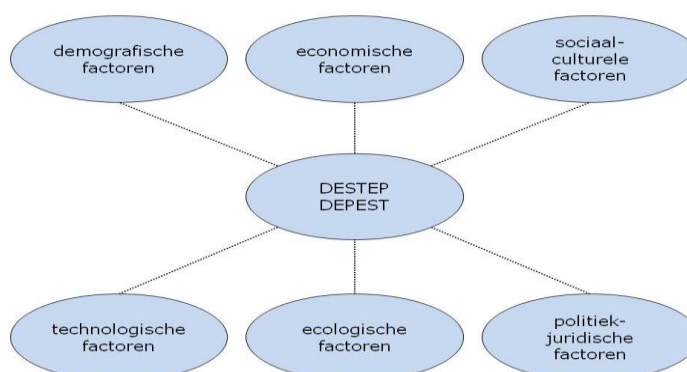 demografische
factoren
economische
factoren
sociaal-
culturele
factoren
DESTEP
DEPEST
technologische
factoren
ecologische
factoren
politiek-
juridische
factoren